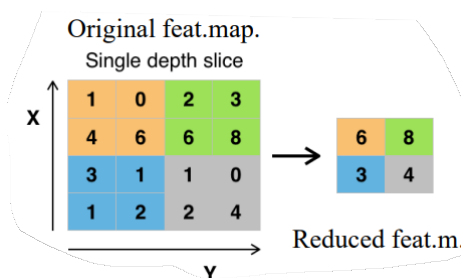 Original feat.map.
Single depth slice
X
1 0 2 3
4 6 6 8
3 1 1 0
1 2 2 4
6 8
3 4
Reduced feat.m.
Y